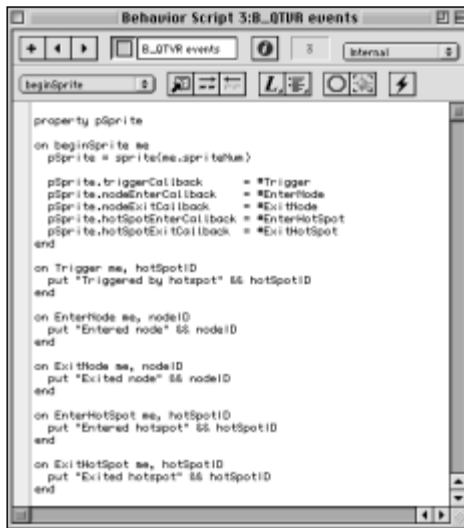 Behavior Script 3:B_QTVR events
B_QTVR events
3
Internal
beginSprite
property pSprite
on beginSprite me
pSprite = sprite(me.spriteNum)
pSprite.triggerCallback = #Trigger
pSprite.nodeEnterCallback = #EnterNode
pSprite.nodeExitCallback = #ExitNode
pSprite.hotSpotEnterCallback = #EnterHotSpot
pSprite.hotSpotExitCallback = #ExitHotSpot
end
on Trigger me, hotSpotID
put "Triggered by hotspot" && hotSpotID
end
on EnterNode me, nodeID
put "Entered node" && nodeID
end
on ExitNode me, nodeID
put "Exited node" && nodeID
end
on EnterHotSpot me, hotSpotID
put "Entered hotspot" && hotSpotID
end
on ExitHotSpot me, hotSpotID
put "Exited hotspot" && hotSpotID
end